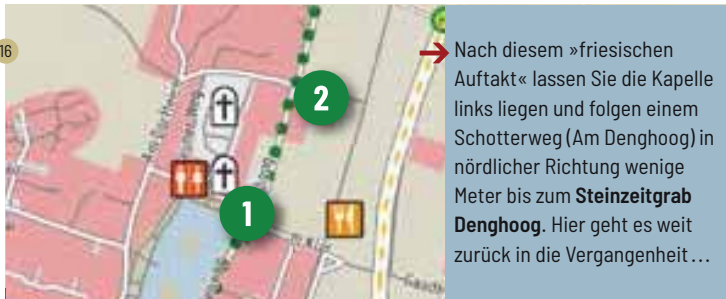 16
2
1
Nach diesem »friesischen
Auftakt« lassen Sie die Kapelle
links liegen und folgen einem
Schotterweg (Am Denghoog) in
nördlicher Richtung wenige
Meter bis zum Steinzeitgrab
Denghoog. Hier geht es weit
zurück in die Vergangenheit ...